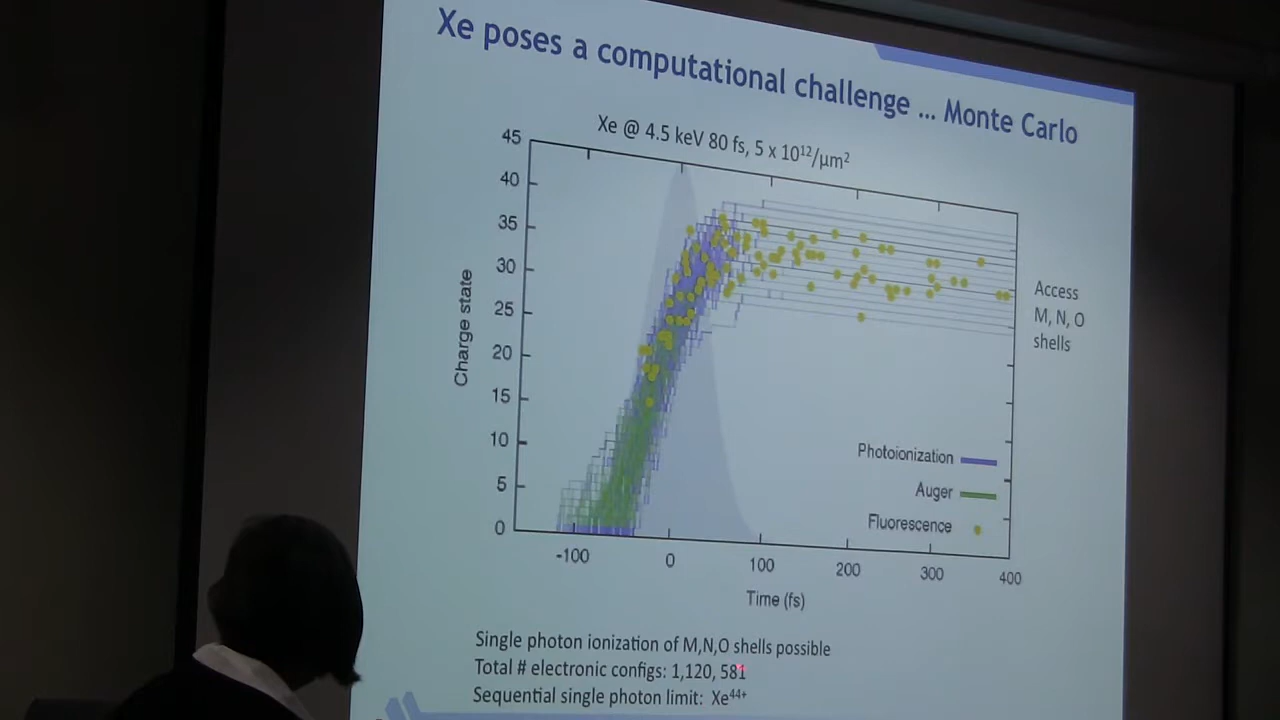 Xe poses a computational challenge ... Monte Carlo
Xe @ 4.5 keV 80 fs, 5 x 10¹²/μm²
45
40
35
30
25
20
15
10
5
0
Charge state
-100
0
100
200
300
400
Time (fs)
Photoionization
Auger
Fluorescence
Access
M, N, O
shells
Single photon ionization of M,N,O shells possible
Total # electronic configs: 1,120, 581
Sequential single photon limit: Xe⁴⁴⁺